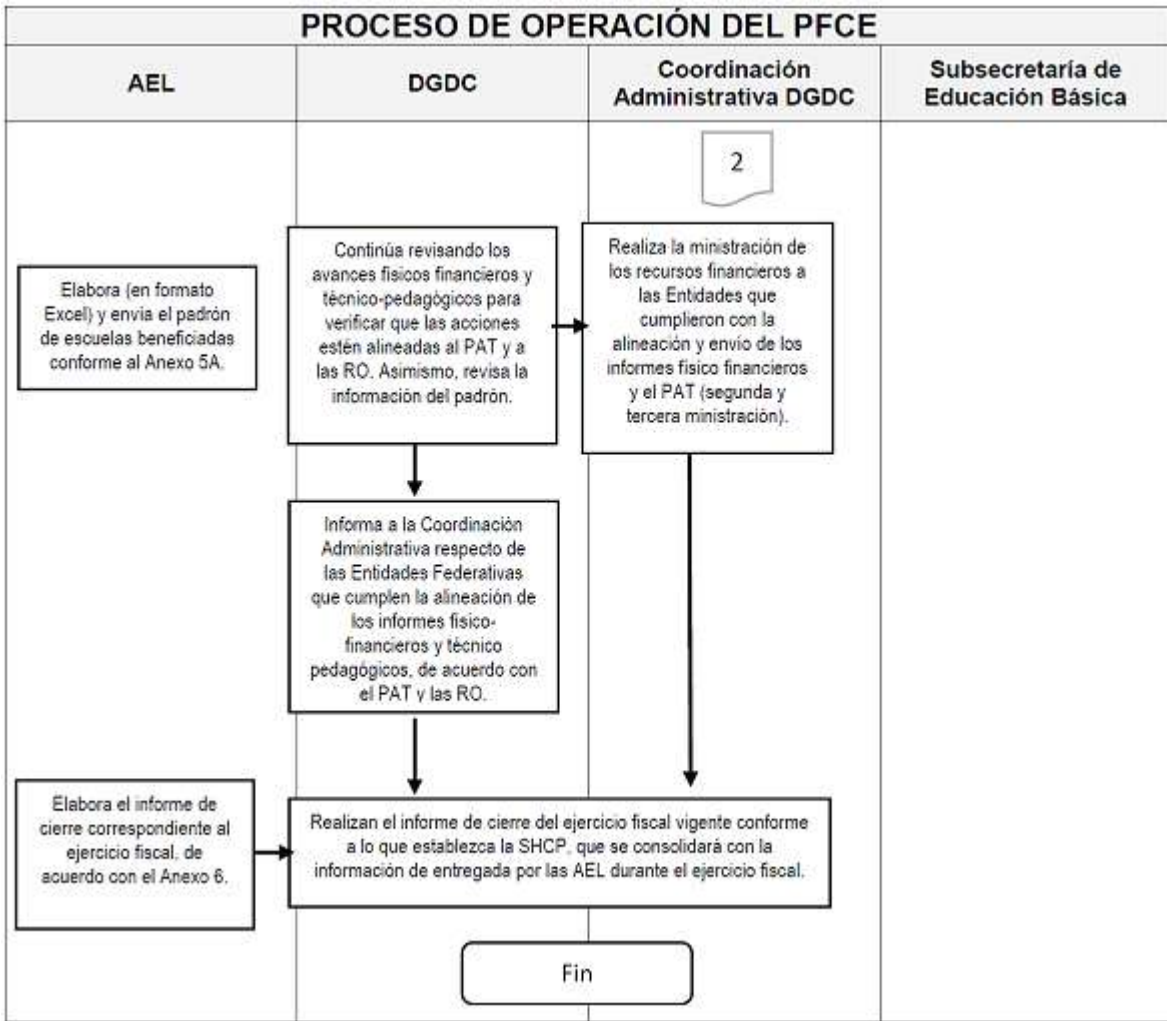 PROCESO DE OPERACIÓN DEL PFCE
AEL
DGDC
Coordinación
Administrativa DGDC
Subsecretaría de
Educación Básica
2
Elabora (en formato
Excel) y envía el padrón
de escuelas beneficiadas
conforme al Anexo 5A.
Continúa revisando los
avances físicos financieros y
técnico-pedagógicos para
verificar que las acciones
estén alineadas al PAT y a
las RO. Asimismo, revisa la
información del padrón.
Realiza la ministración de
los recursos financieros a
las Entidades que
cumplieron con la
alineación y envío de los
informes físico financieros
y el PAT (segunda y
tercera ministración).
Informa a la Coordinación
Administrativa respecto de
las Entidades Federativas
que cumplen la alineación de
los informes físico-
financieros y técnico
pedagógicos, de acuerdo con
el PAT y las RO.
Elabora el informe de
cierre correspondiente al
ejercicio fiscal, de
acuerdo con el Anexo 6.
Realizan el informe de cierre del ejercicio fiscal vigente conforme
a lo que establezca la SHCP, que se consolidará con la
información de entregada por las AEL durante el ejercicio fiscal.
Fin